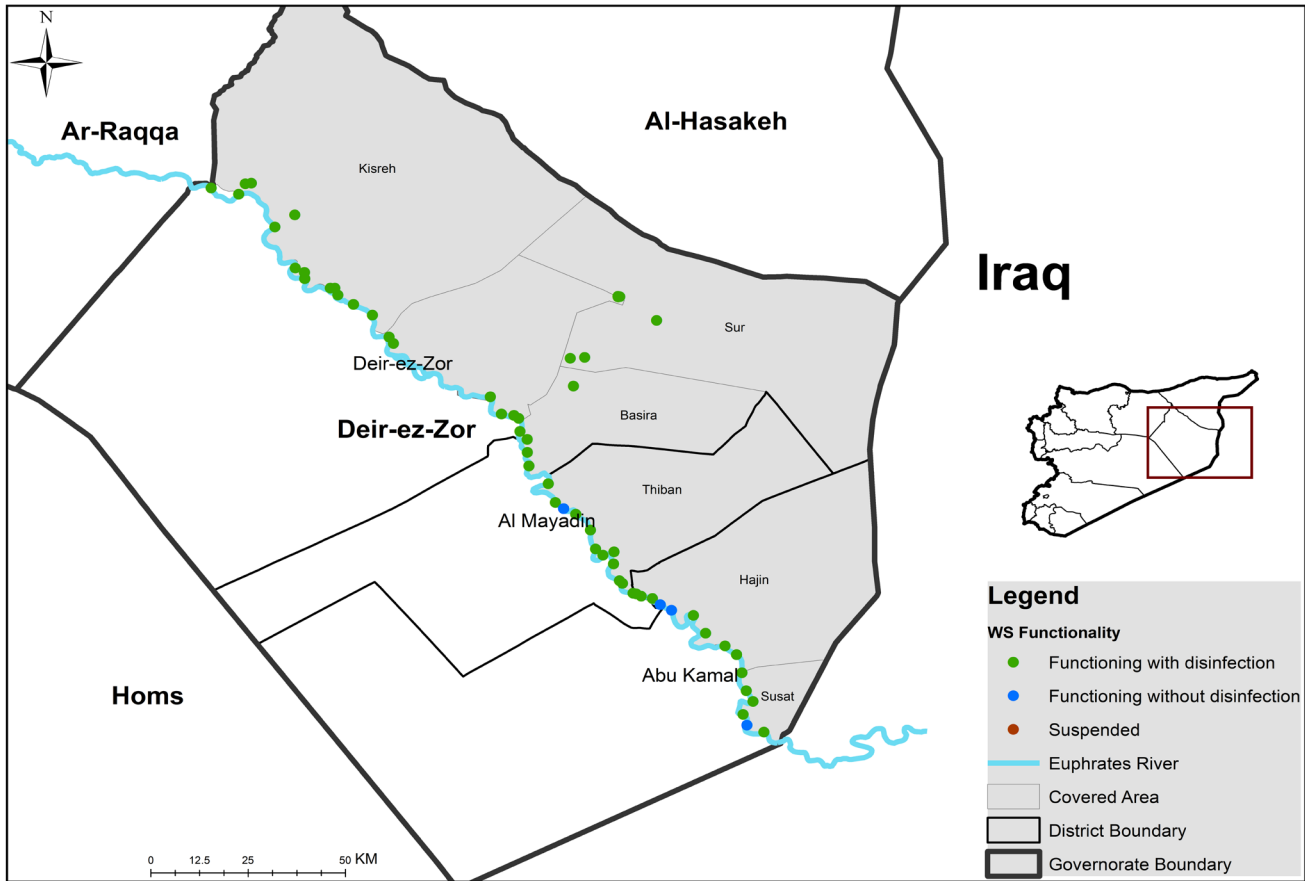 N
Ar-Raqqa
Al-Hasakeh
Kisreh
Iraq
Sur
Deir-ez-Zor
Basira
Deir-ez-Zor
Thiban
Al Mayadin
Hajin
Abu Kamal
Susat
Homs
Legend
WS Functionality
Functioning with disinfection
Functioning without disinfection
Suspended
Euphrates River
Covered Area
District Boundary
Governorate Boundary
0 12.5 25 50 KM